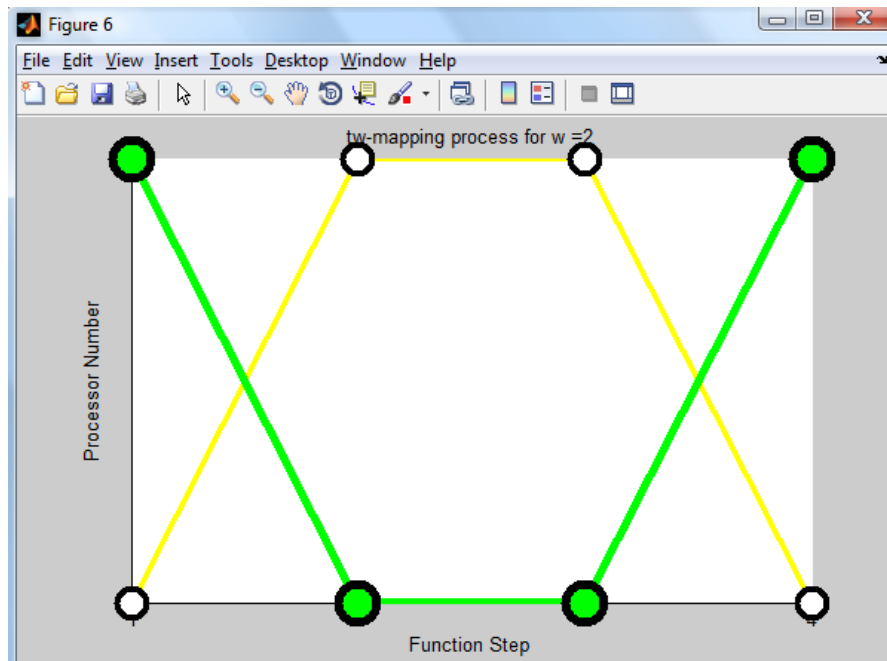 Figure 6
File Edit View Insert Tools Desktop Window Help
tw-mapping process for w =2
Processor Number
4
Function Step